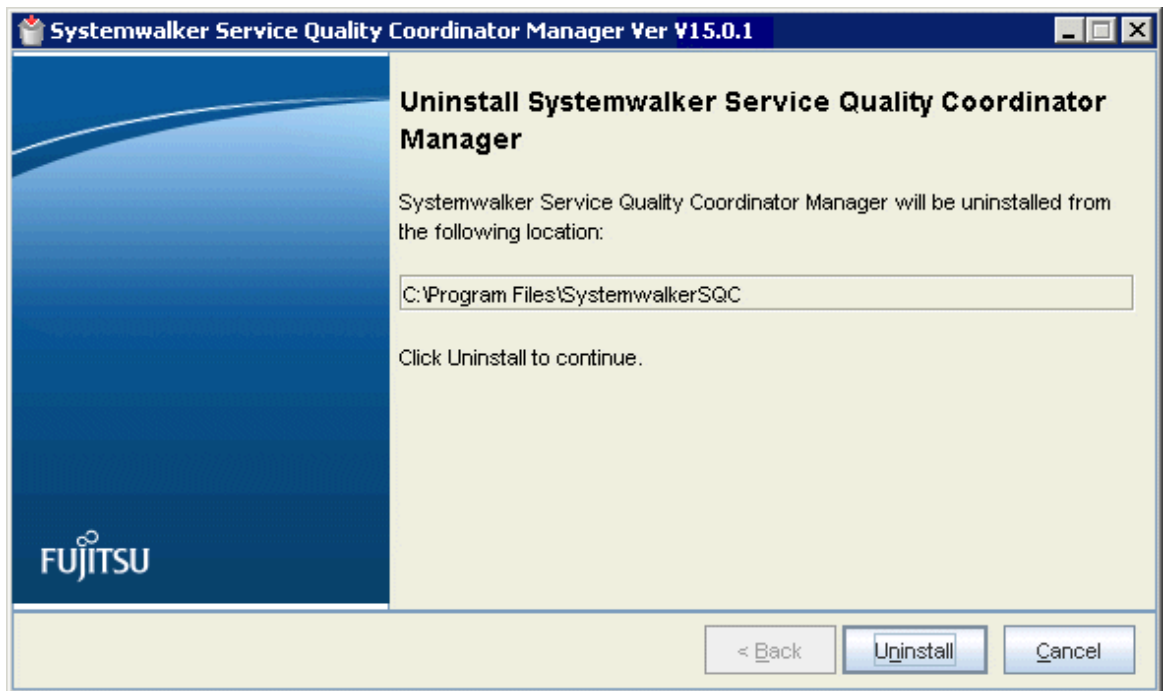 Systemwalker Service Quality Coordinator Manager Ver V15.0.1
Uninstall Systemwalker Service Quality Coordinator
Manager
Systemwalker Service Quality Coordinator Manager will be uninstalled from
the following location:
C:\Program Files\SystemwalkerSQC
Click Uninstall to continue.
FUJITSU
< Back
Uninstall
Cancel